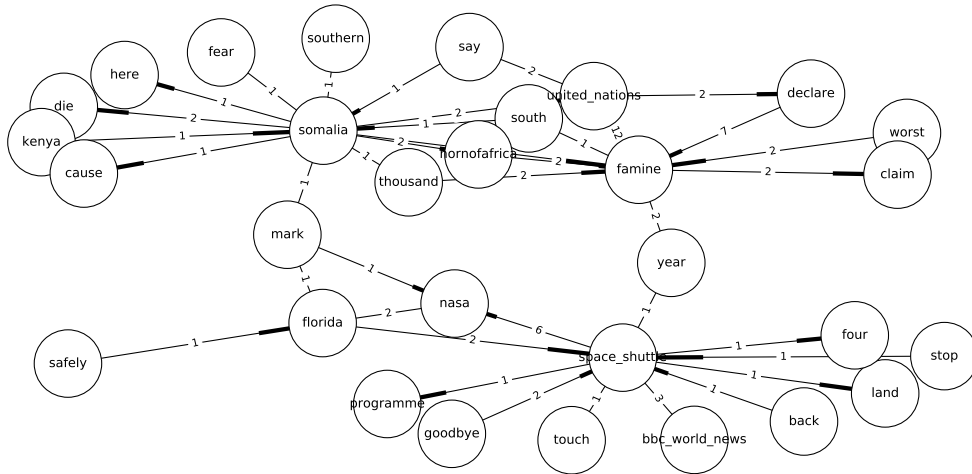 southern
say
fear
here
1
1
2
die
1
1
2
united_nations
2
declare
2
south
1
somalia
1
12
7
worst
kenya
1
2
1
2
hornofafrica
2
famine
2
claim
cause
1
1
thousand
2
2
1
2
mark
year
1
1
nasa
2
1
florida
6
four
safely
1
2
space_shuttle
1
1
stop
1
land
programme
1
2
1
3
1
back
goodbye
touch
bbc_world_news